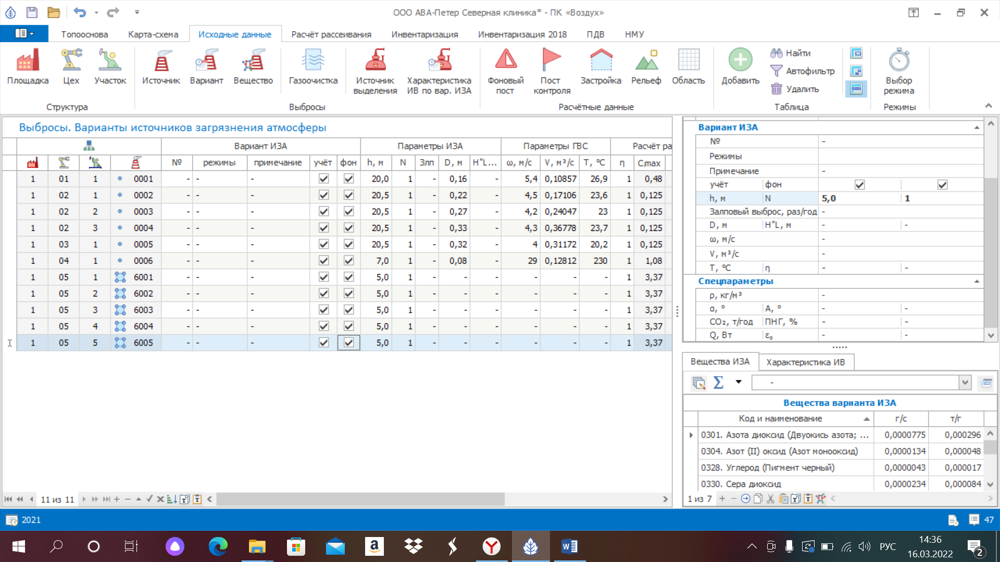 ООО АВА-Петер Северная клиника* - ПК «Воздух»
Топооснова Карта-схема Исходные данные Расчёт рассеивания Инвентаризация Инвентаризация 2018 ПДВ НМУ
Площадка Цех Участок Источник Вариант Вещество Газоочистка Источник выделения Характеристика ИВ по вар. ИЗА Фоновый пост Пост контроля Застройка Рельеф Область Добавить Найти Автофильтр Удалить Выбор режима
Структура Выбросы Расчётные данные Таблица Режимы
Выбросы. Варианты источников загрязнения атмосферы
Вариант ИЗА Параметры ИЗА Параметры ГВС Расчёт ра
№ режимы примечание учёт фон h, м N Злп D, м H"L... ω, м/с V, м³/с T, °C η Cmax
1 01 1 0001 - - - 20,0 1 - 0,16 - 5,4 0,10857 26,9 1 0,48
1 02 1 0002 - - - 20,5 1 - 0,22 - 4,5 0,17106 23,6 1 0,125
1 02 2 0003 - - - 20,5 1 - 0,27 - 4,2 0,24047 23 1 0,125
1 02 3 0004 - - - 20,5 1 - 0,33 - 4,3 0,36778 23,7 1 0,125
1 03 1 0005 - - - 20,5 1 - 0,32 - 4 0,31172 20,2 1 0,125
1 04 1 0006 - - - 7,0 1 - 0,08 - 29 0,12812 230 1 1,08
1 05 1 6001 - - - 5,0 1 - - - - - - 1 3,37
1 05 2 6002 - - - 5,0 1 - - - - - - 1 3,37
1 05 3 6003 - - - 5,0 1 - - - - - - 1 3,37
1 05 4 6004 - - - 5,0 1 - - - - - - 1 3,37
1 05 5 6005 - - - 5,0 1 - - - - - - 1 3,37
11 из 11
Вариант ИЗА
№ -
Режимы
Примечание -
учёт фон
h, м N 5,0 1
Залповый выброс, раз/год -
D, м H"L, м - -
ω, м/с -
V, м³/с -
T, °C η - -
Спецпараметры
ρ, кг/м³ -
α, ° A, ° - -
CO₂, т/год ПНГ, % - -
Q, Вт ε₀ - -
Вещества ИЗА Характеристика ИВ
-
Вещества варианта ИЗА
Код и наименование г/с т/г
0301. Азота диоксид (Двуокись азота; ... 0,0000775 0,000296
0304. Азот (II) оксид (Азот монооксид) 0,0000134 0,000048
0328. Углерод (Пигмент черный) 0,0000043 0,000017
0330. Сера диоксид 0,0000234 0,000084
1 из 7
2021 47
РУС 14:36
16.03.2022 2